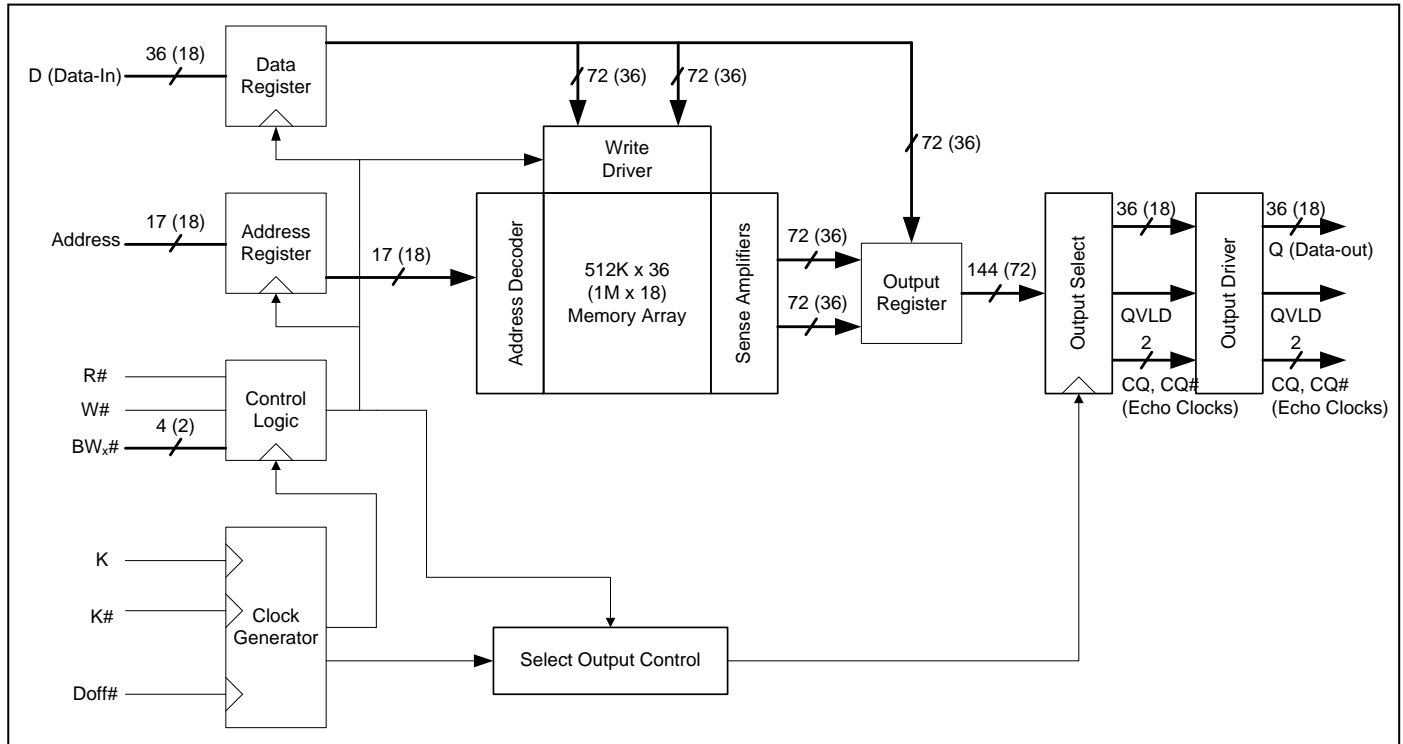 36 (18)
D (Data-In)
Data
Register
72 (36)
72 (36)
72 (36)
Write
Driver
17 (18)
Address
Address
Register
17 (18)
Address Decoder
512K x 36
(1M x 18)
Memory Array
Sense Amplifiers
72 (36)
72 (36)
Output
Register
144 (72)
Output Select
36 (18)
QVLD
2
CQ, CQ#
(Echo Clocks)
Output Driver
36 (18)
Q (Data-out)
QVLD
2
CQ, CQ#
(Echo Clocks)
R#
W#
4 (2)
BWx#
Control
Logic
K
K#
Doff#
Clock
Generator
Select Output Control